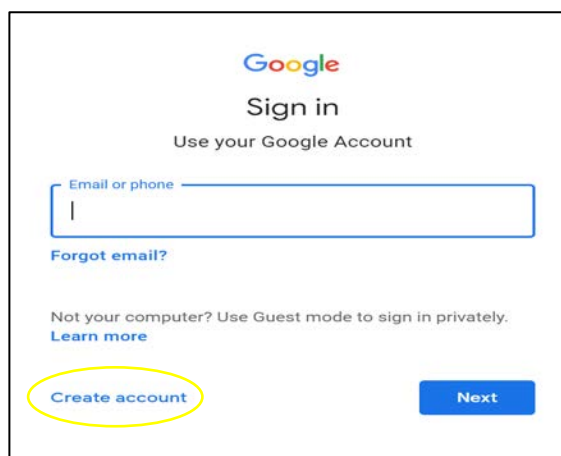 Google
Sign in
Use your Google Account
Email or phone
Forgot email?
Not your computer? Use Guest mode to sign in privately.
Learn more
Create account
Next